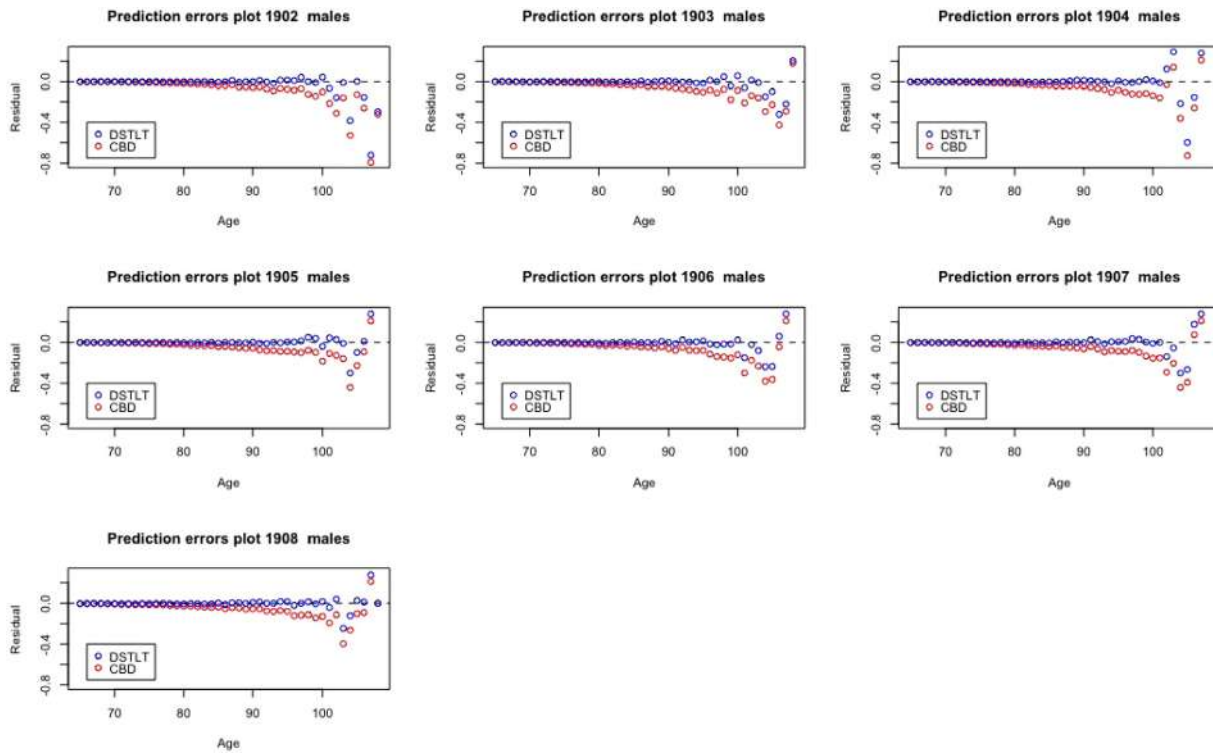 Prediction errors plot 1902 males
Residual
0.0
-0.4
-0.8
DSTLT
CBD
70 80 90 100
Age
Prediction errors plot 1903 males
Residual
0.0
-0.4
-0.8
DSTLT
CBD
70 80 90 100
Age
Prediction errors plot 1904 males
Residual
0.0
-0.4
-0.8
DSTLT
CBD
70 80 90 100
Age
Prediction errors plot 1905 males
Residual
0.0
-0.4
-0.8
DSTLT
CBD
70 80 90 100
Age
Prediction errors plot 1906 males
Residual
0.0
-0.4
-0.8
DSTLT
CBD
70 80 90 100
Age
Prediction errors plot 1907 males
Residual
0.0
-0.4
-0.8
DSTLT
CBD
70 80 90 100
Age
Prediction errors plot 1908 males
Residual
0.0
-0.4
-0.8
DSTLT
CBD
70 80 90 100
Age